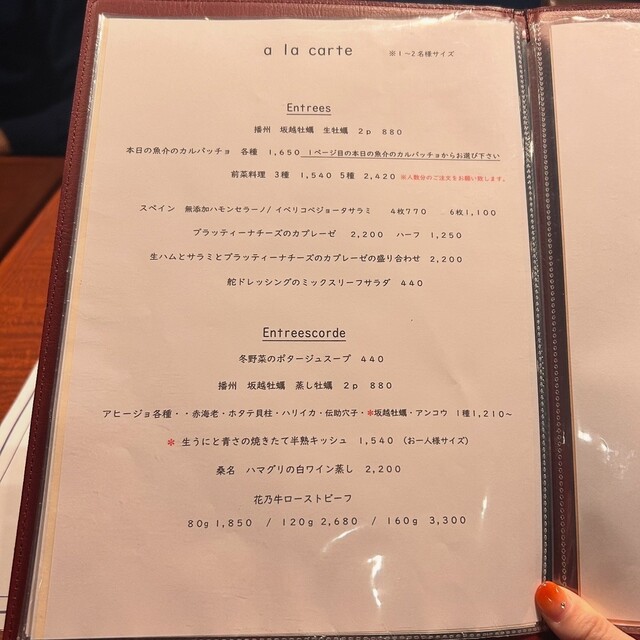 a la carte　※1～2名様サイズ
Entrees
播州　坂越牡蠣　生牡蠣　2p　880
本日の魚介のカルパッチョ　各種　1,650　1ページ目の本日の魚介のカルパッチョからお選び下さい
前菜料理　3種　1,540　5種　2,420　※人数分のご注文をお願い致します。
スペイン　無添加ハモンセラーノ/ イベリコベジョータサラミ　4枚770　6枚1,100
ブラッティーナチーズのカプレーゼ　2,200　ハーフ　1,250
生ハムとサラミとブラッティーナチーズのカプレーゼの盛り合わせ　2,200
舵ドレッシングのミックスリーフサラダ　440
Entreescorde
冬野菜のポタージュスープ　440
播州　坂越牡蠣　蒸し牡蠣　2p　880
アヒージョ各種・・赤海老・ホタテ貝柱・ハリイカ・伝助穴子・*坂越牡蠣・アンコウ　1種1,210～
* 生うにと青さの焼きたて半熟キッシュ　1,540　(お一人様サイズ)
桑名　ハマグリの白ワイン蒸し　2,200
花乃牛ローストビーフ
80g 1,850　/　120g 2,680　/　160g　3,300